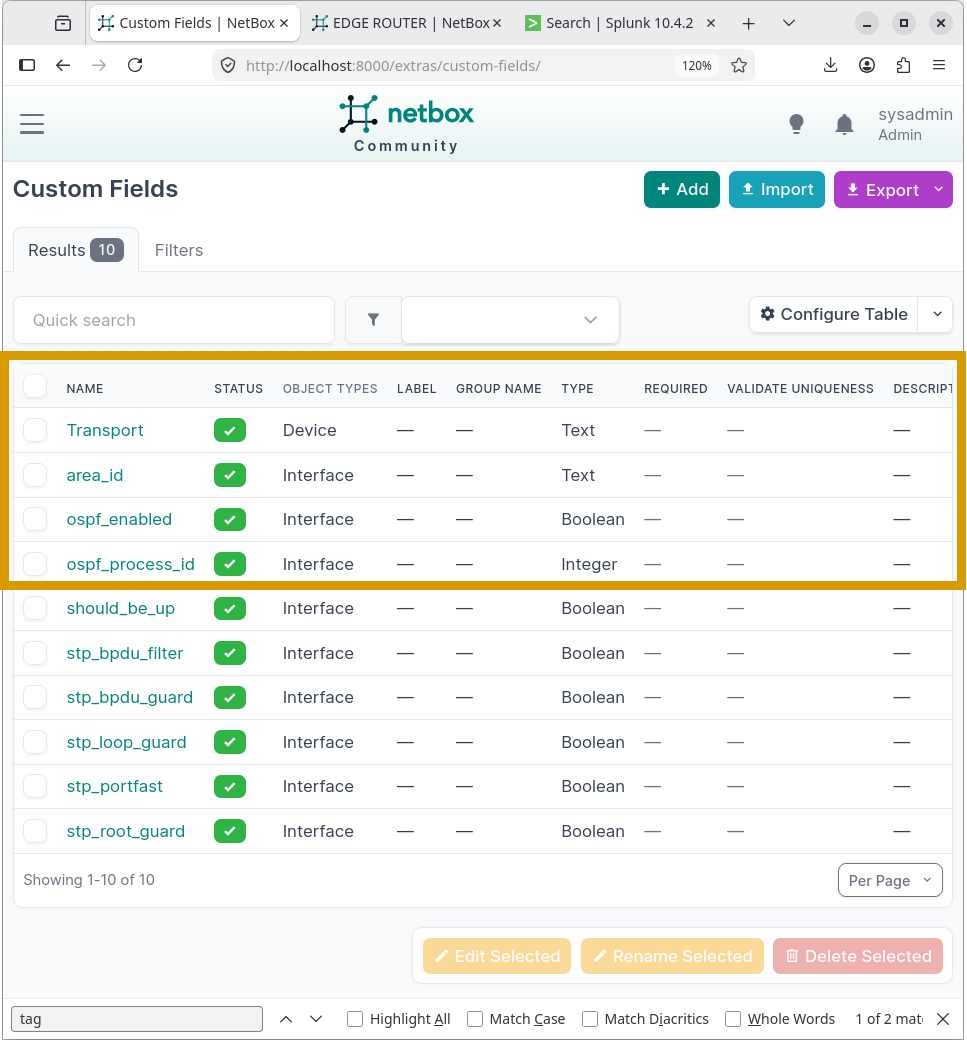 Custom Fields | NetBox
EDGE ROUTER | NetBox
Search | Splunk 10.4.2
http://localhost:8000/extras/custom-fields/
120%
netbox
Community
sysadmin
Admin
Custom Fields
Add
Import
Export
Results 10
Filters
Quick search
Configure Table
NAME STATUS OBJECT TYPES LABEL GROUP NAME TYPE REQUIRED VALIDATE UNIQUENESS DESCRIPT
Transport Device — — Text — — —
area_id Interface — — Text — — —
ospf_enabled Interface — — Boolean — — —
ospf_process_id Interface — — Integer — — —
should_be_up Interface — — Boolean — — —
stp_bpdu_filter Interface — — Boolean — — —
stp_bpdu_guard Interface — — Boolean — — —
stp_loop_guard Interface — — Boolean — — —
stp_portfast Interface — — Boolean — — —
stp_root_guard Interface — — Boolean — — —
Showing 1-10 of 10
Per Page
Edit Selected
Rename Selected
Delete Selected
tag
Highlight All
Match Case
Match Diacritics
Whole Words
1 of 2 mat